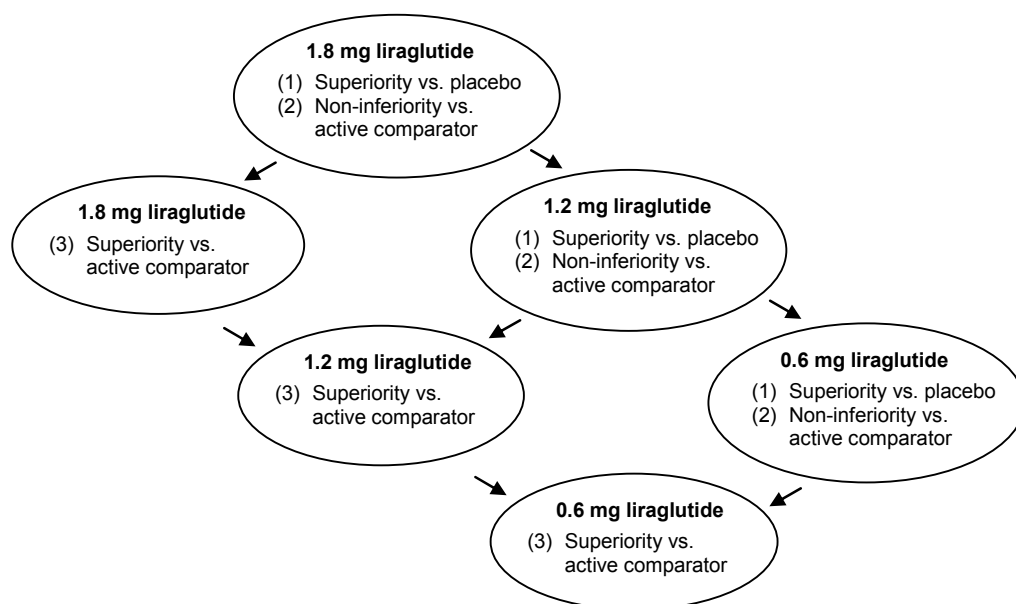 1.8 mg liraglutide
(1) Superiority vs. placebo
(2) Non-inferiority vs.
active comparator
1.8 mg liraglutide
(3) Superiority vs.
active comparator
1.2 mg liraglutide
(1) Superiority vs. placebo
(2) Non-inferiority vs.
active comparator
1.2 mg liraglutide
(3) Superiority vs.
active comparator
0.6 mg liraglutide
(1) Superiority vs. placebo
(2) Non-inferiority vs.
active comparator
0.6 mg liraglutide
(3) Superiority vs.
active comparator